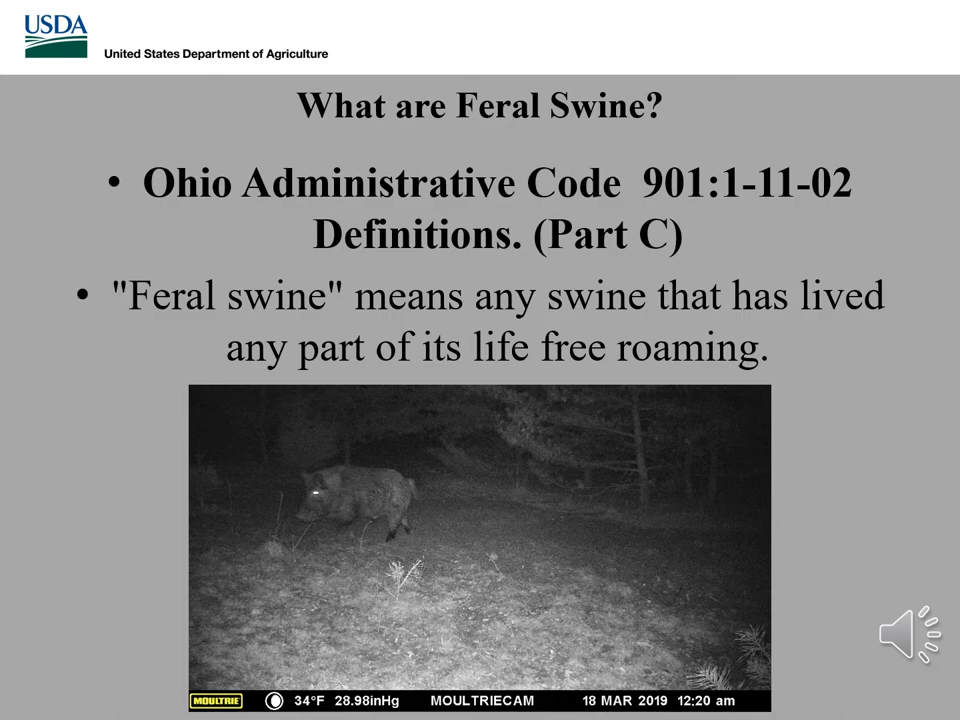 USDA
United States Department of Agriculture
What are Feral Swine?
• Ohio Administrative Code 901:1-11-02
Definitions. (Part C)
• "Feral swine" means any swine that has lived
any part of its life free roaming.
MOULTRIE 34°F 28.98inHg MOULTRIECAM 18 MAR 2019 12:20 am